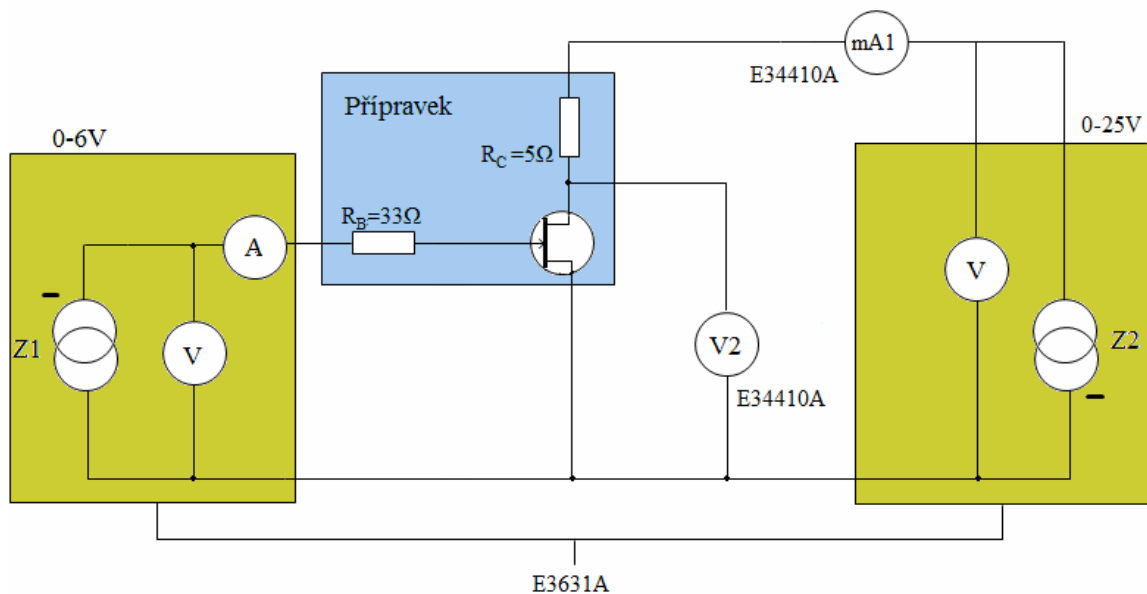 mA1
E34410A
Přípravek
0-6V
0-25V
R_C =5Ω
R_B=33Ω
A
V
–
Z1
V
V2
Z2
–
E34410A
E3631A